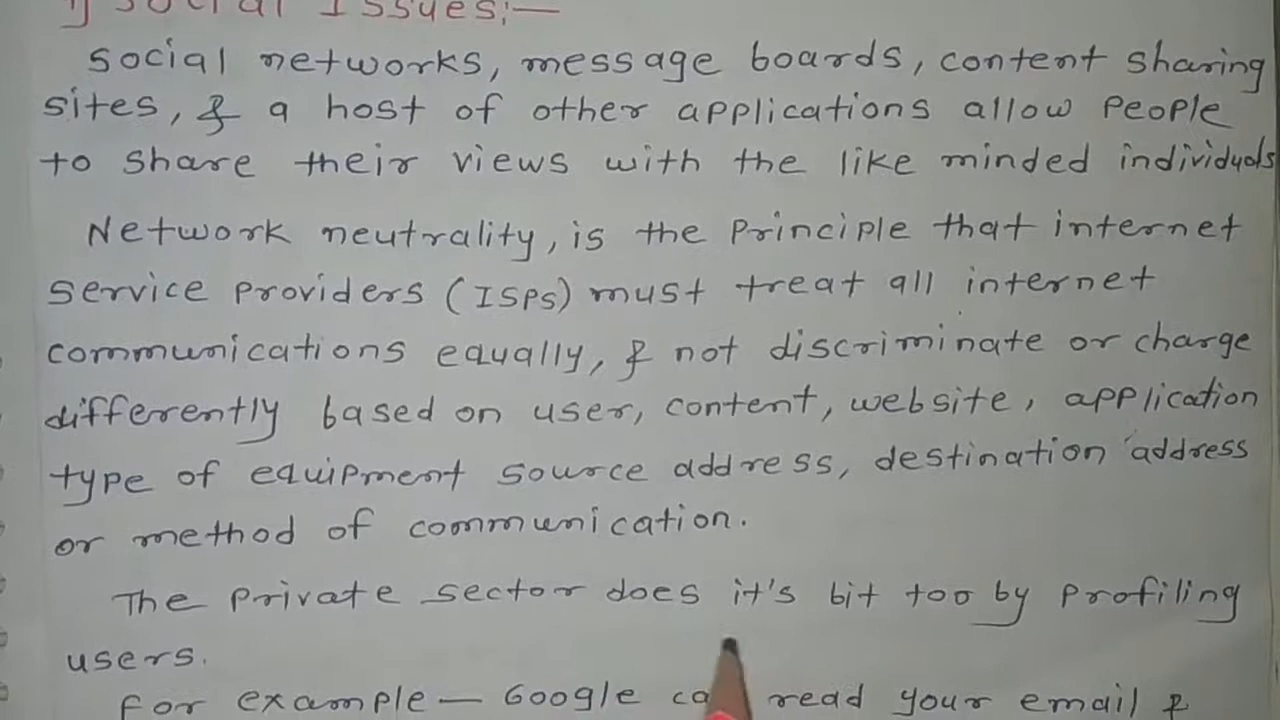 1) Social Issues:—
social networks, message boards, content sharing
sites, & a host of other applications allow People
to share their views with the like minded individuals
Network neutrality, is the Principle that internet
service Providers (ISPs) must treat all internet
communications equally, & not discriminate or charge
differently based on user, content, website, application
type of equipment source address, destination address
or method of communication.
The private sector does it's bit too by Profiling
users.
for example — Google read your email &